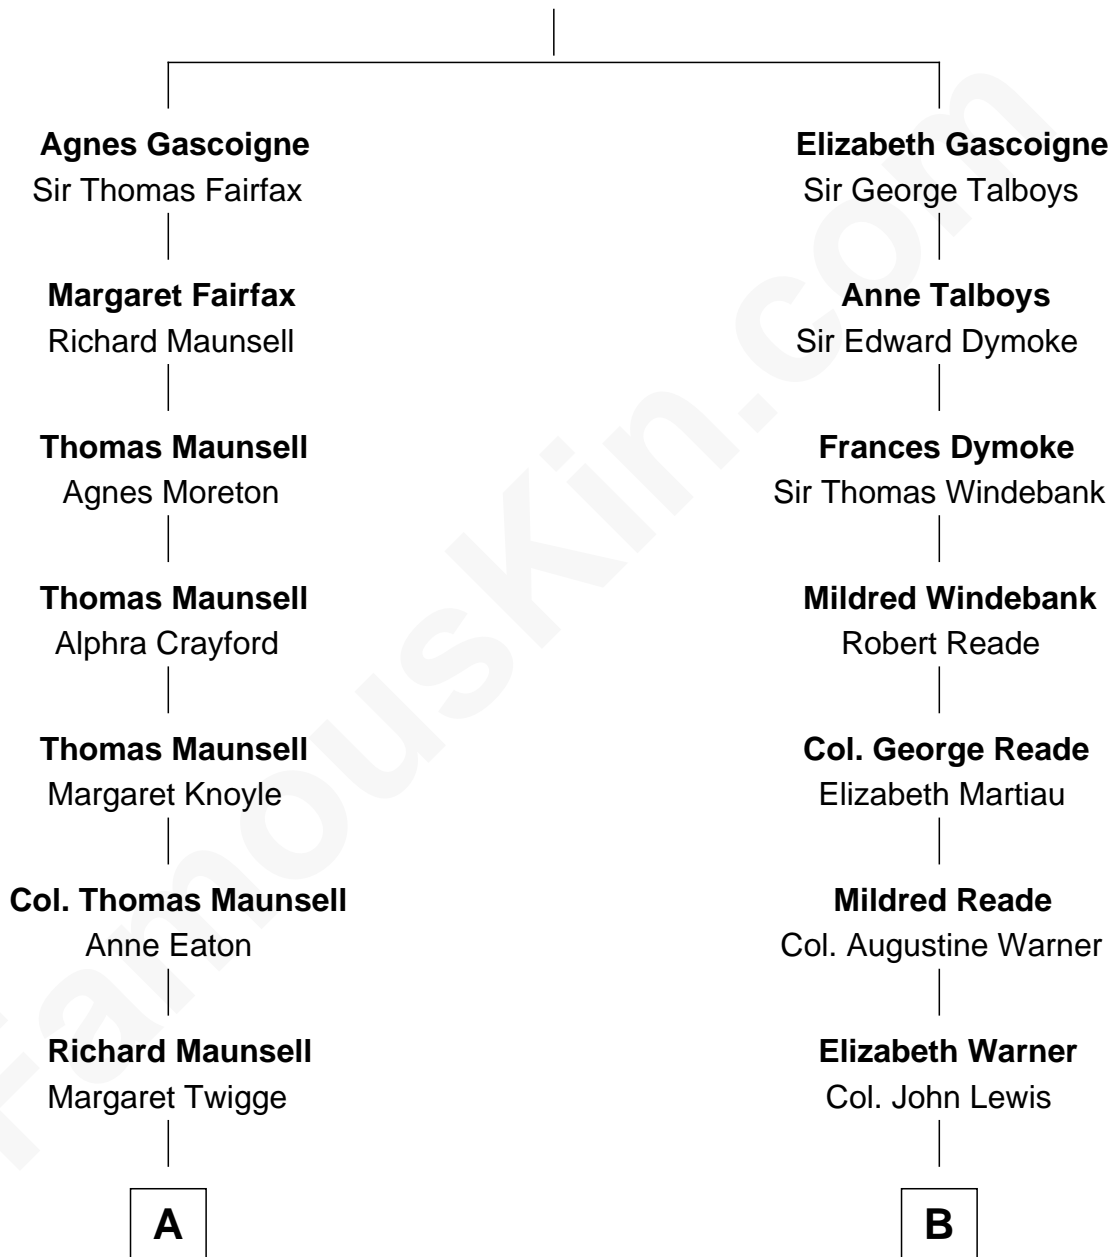 Agnes Gascoigne
Sir Thomas Fairfax
Margaret Fairfax
Richard Maunsell
Thomas Maunsell
Agnes Moreton
Thomas Maunsell
Alphra Crayford
Thomas Maunsell
Margaret Knoyle
Col. Thomas Maunsell
Anne Eaton
Richard Maunsell
Margaret Twigge
A
Elizabeth Gascoigne
Sir George Talboys
Anne Talboys
Sir Edward Dymoke
Frances Dymoke
Sir Thomas Windebank
Mildred Windebank
Robert Reade
Col. George Reade
Elizabeth Martiau
Mildred Reade
Col. Augustine Warner
Elizabeth Warner
Col. John Lewis
B
FamousKin.com